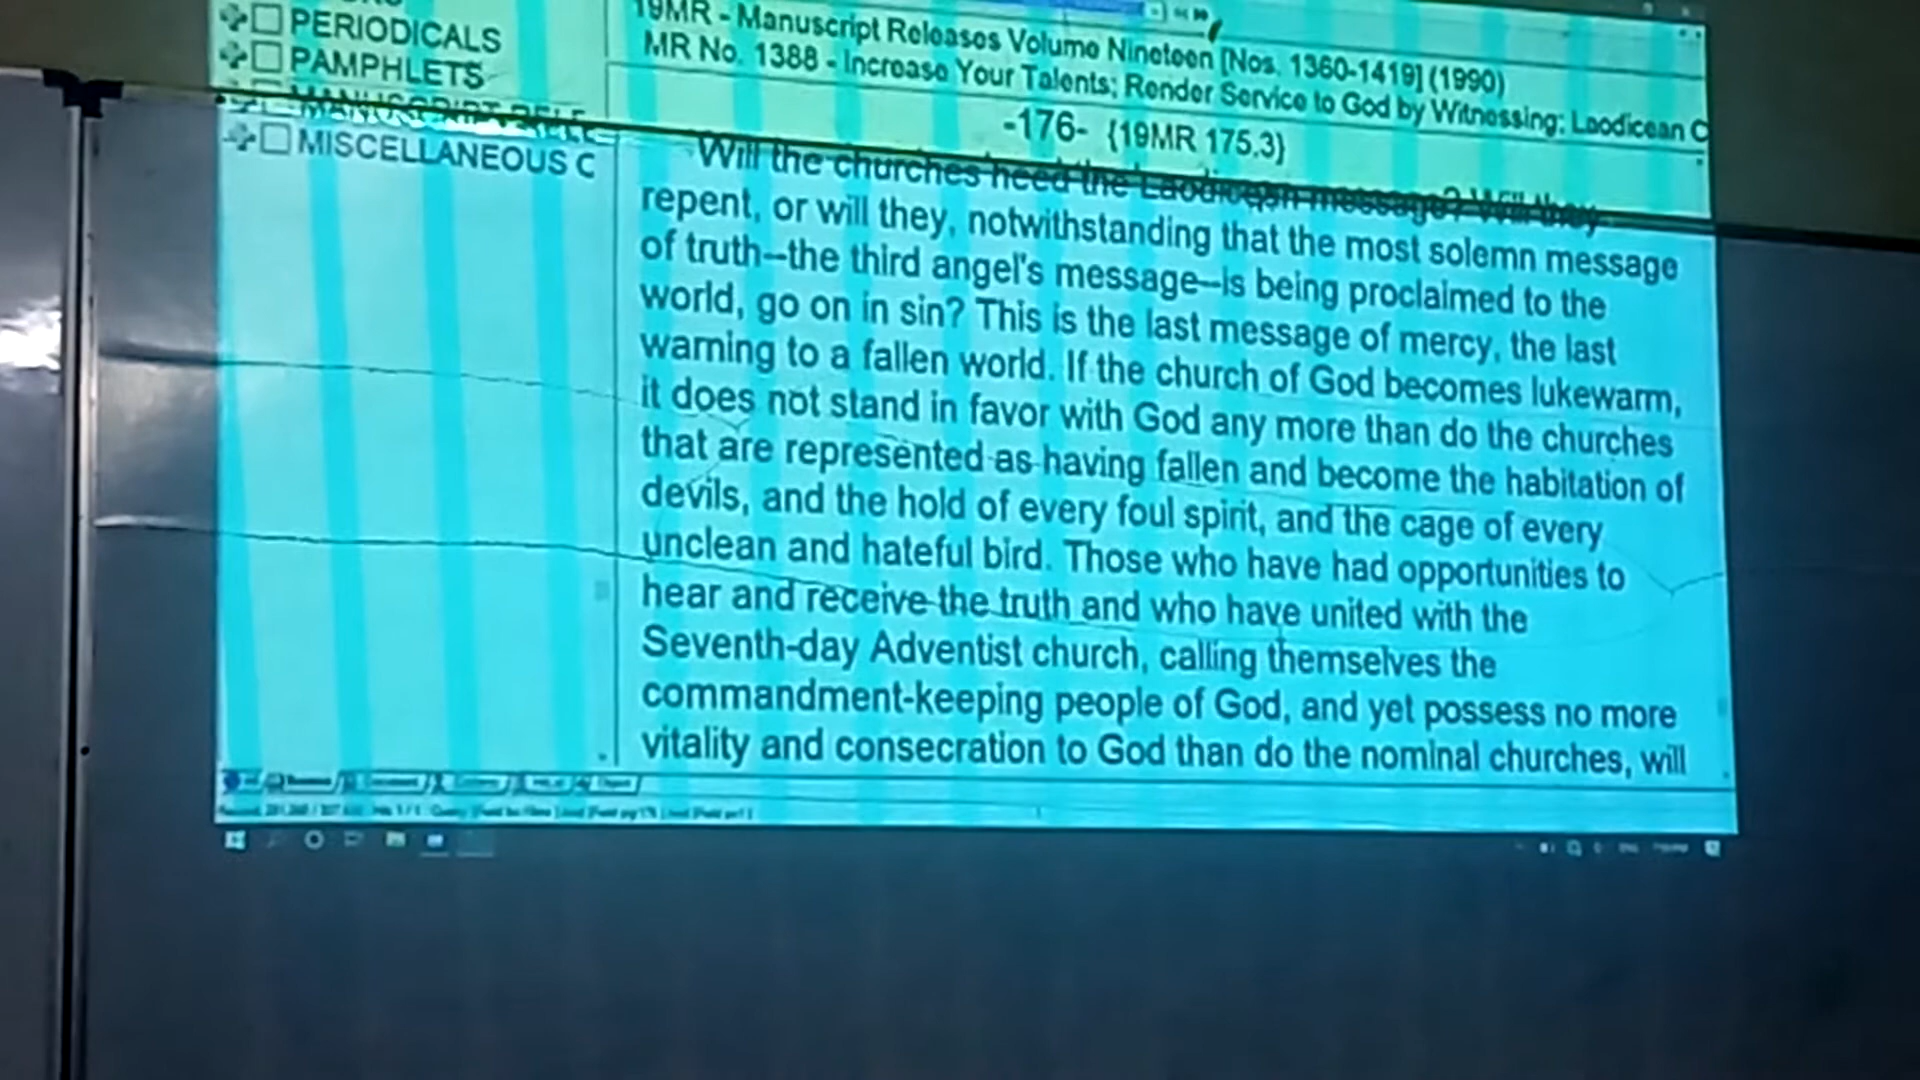 PERIODICALS
PAMPHLETS
MANUSCRIPT RELE
MISCELLANEOUS C
19MR - Manuscript Releases Volume Nineteen [Nos. 1360-1419] (1990)
MR No. 1388 - Increase Your Talents; Render Service to God by Witnessing; Laodicean C
-176- {19MR 175.3}
Will the churches heed the Laodicean message? Will they
repent, or will they, notwithstanding that the most solemn message
of truth--the third angel's message--is being proclaimed to the
world, go on in sin? This is the last message of mercy, the last
warning to a fallen world. If the church of God becomes lukewarm,
it does not stand in favor with God any more than do the churches
that are represented as having fallen and become the habitation of
devils, and the hold of every foul spirit, and the cage of every
unclean and hateful bird. Those who have had opportunities to
hear and receive the truth and who have united with the
Seventh-day Adventist church, calling themselves the
commandment-keeping people of God, and yet possess no more
vitality and consecration to God than do the nominal churches, will